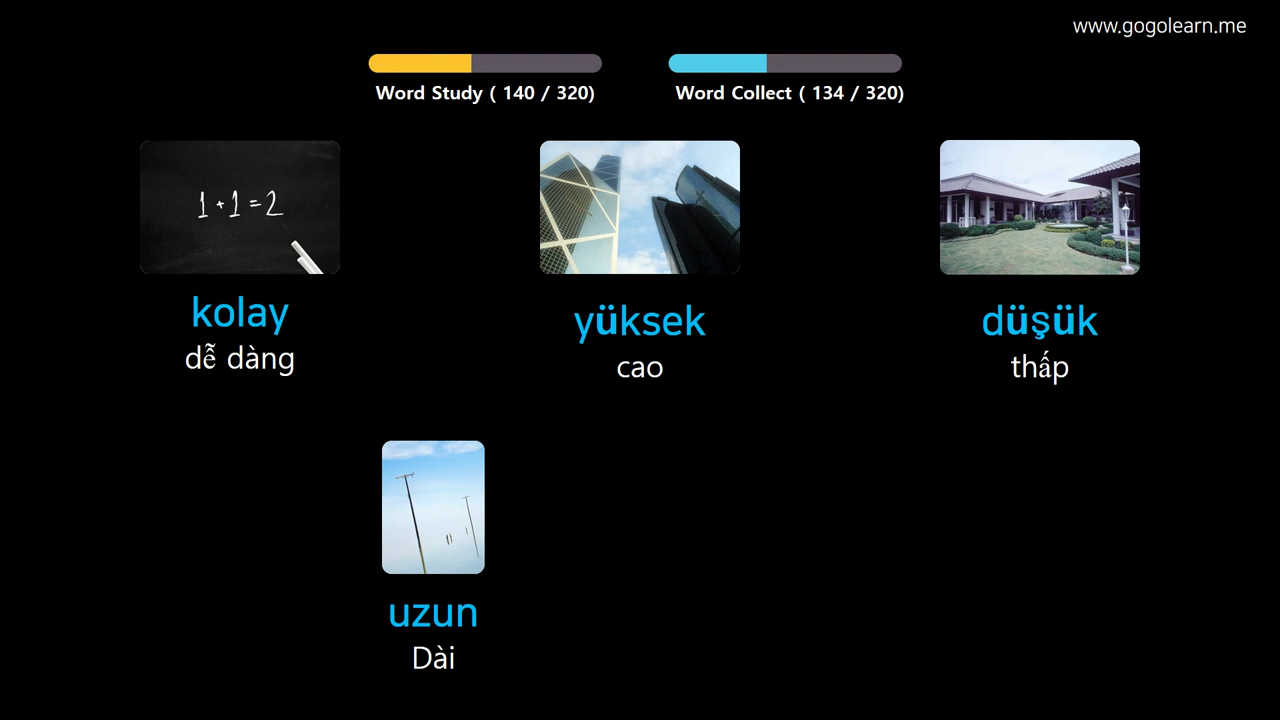 www.gogolearn.me
Word Study ( 140 / 320)
Word Collect ( 134 / 320)
1 + 1 = 2
kolay
dễ dàng
yüksek
cao
düşük
thấp
uzun
Dài